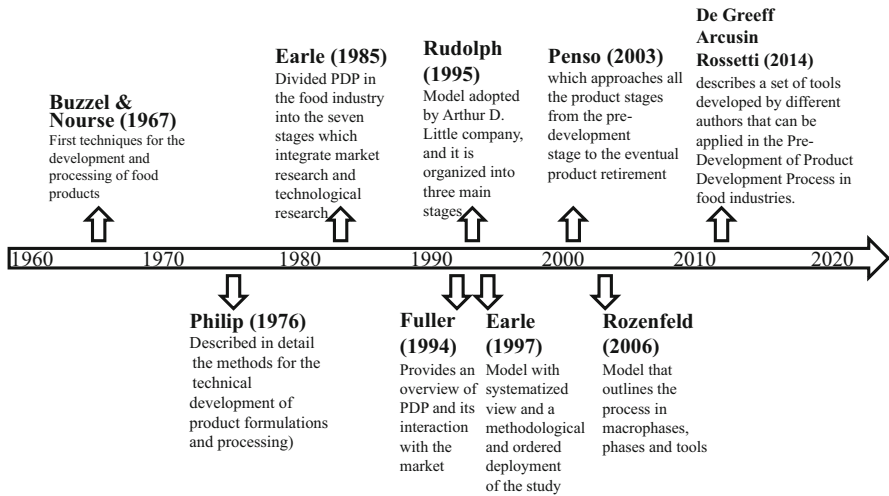 Buzzel &
Nourse (1967)
First techniques for the
development and
processing of food
products
Earle (1985)
Divided PDP in
the food industry
into the seven
stages which
integrate market
research and
technological
research
Rudolph
(1995)
Model adopted
by Arthur D.
Little company,
and it is
organized into
three main
stages
Penso (2003)
which approaches all
the product stages
from the pre-
development
stage to the eventual
product retirement
De Greeff
Arcusin
Rossetti (2014)
describes a set of tools
developed by different
authors that can be
applied in the Pre-
Development of Product
Development Process in
food industries.
1960 1970 1980 1990 2000 2010 2020
Philip (1976)
Described in detail
the methods for the
technical
development of
product formulations
and processing)
Fuller
(1994)
Provides an
overview of
PDP and its
interaction
with the
market
Earle
(1997)
Model with
systematized
view and a
methodological
and ordered
deployment
of the study
Rozenfeld
(2006)
Model that
outlines the
process in
macrophases,
phases and tools